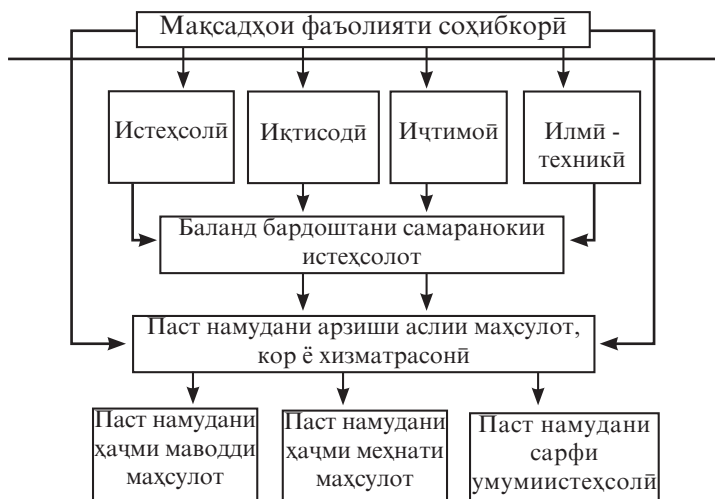 Мақсадҳои фаъолияти соҳибкорӣ
Истеҳсолӣ
Иқтисодӣ
Иҷтимоӣ
Илмӣ -
техникӣ
Баланд бардоштани самаранокии
истеҳсолот
Паст намудани арзиши аслии маҳсулот,
кор ё хизматрасонӣ
Паст намудани
ҳаҷми маводди
маҳсулот
Паст намудани
ҳаҷми меҳнати
маҳсулот
Паст намудани
сарфи
умумиистеҳсолӣ